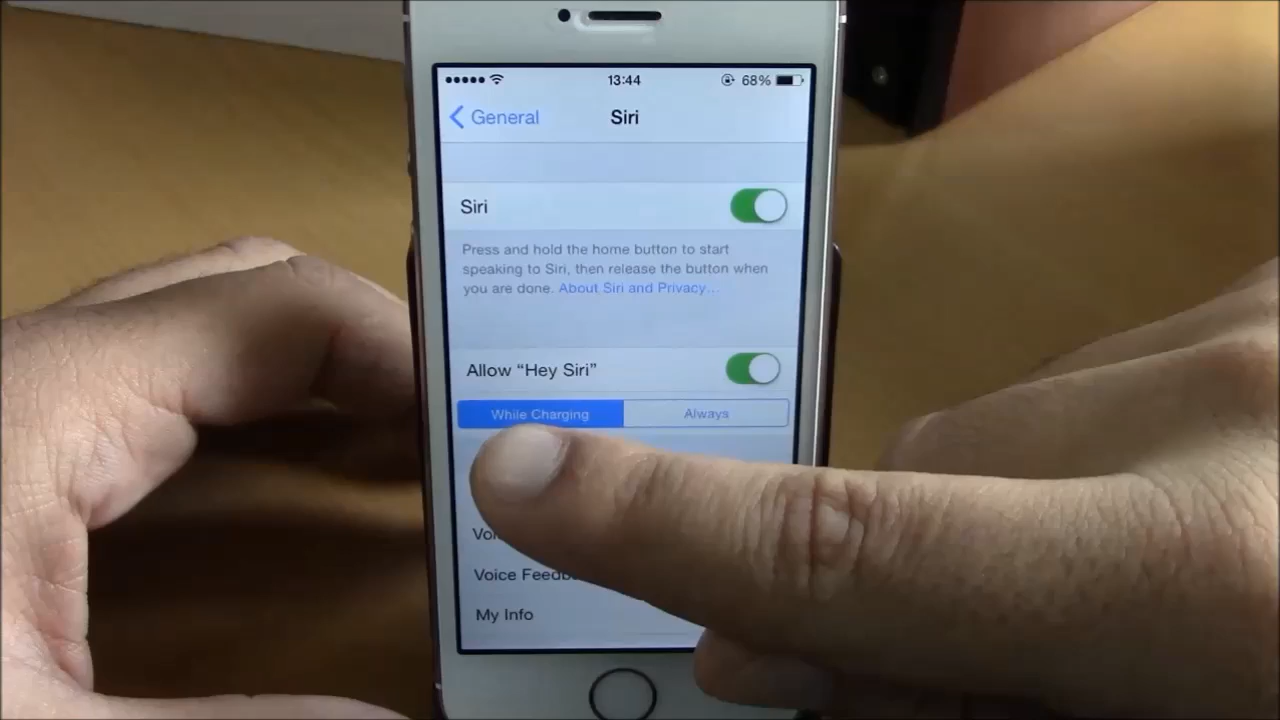 13:44 68%
General Siri
Siri
Press and hold the home button to start
speaking to Siri, then release the button when
you are done. About Siri and Privacy...
Allow “Hey Siri”
While Charging Always
Voice
My Info